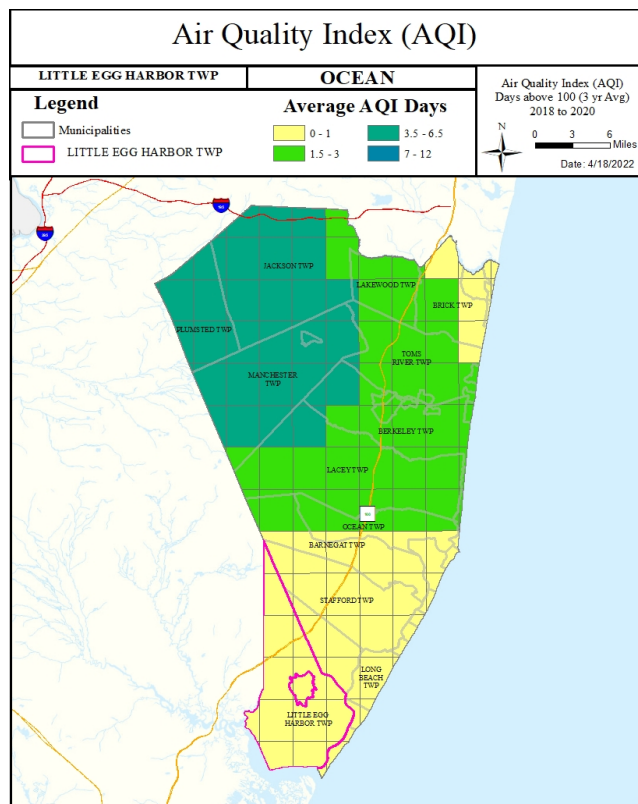 Air Quality Index (AQI)
LITTLE EGG HARBOR TWP
OCEAN
Legend
Municipalities
LITTLE EGG HARBOR TWP
Average AQI Days
0 - 1
3.5 - 6.5
1.5 - 3
7 - 12
Air Quality Index (AQI)
Days above 100 (3 yr Avg)
2018 to 2020
N
0 3 6
Miles
Date: 4/18/2022
JACKSON TWP
LAKEWOOD TWP
BRICK TWP
PLUMSTED TWP
TOMS
RIVER TWP
MANCHESTER
TWP
BERKELEY TWP
LACEY TWP
OCEAN TWP
BARNEGAT TWP
STAFFORD TWP
LONG
BEACH
TWP
LITTLE EGG
HARBOR TWP